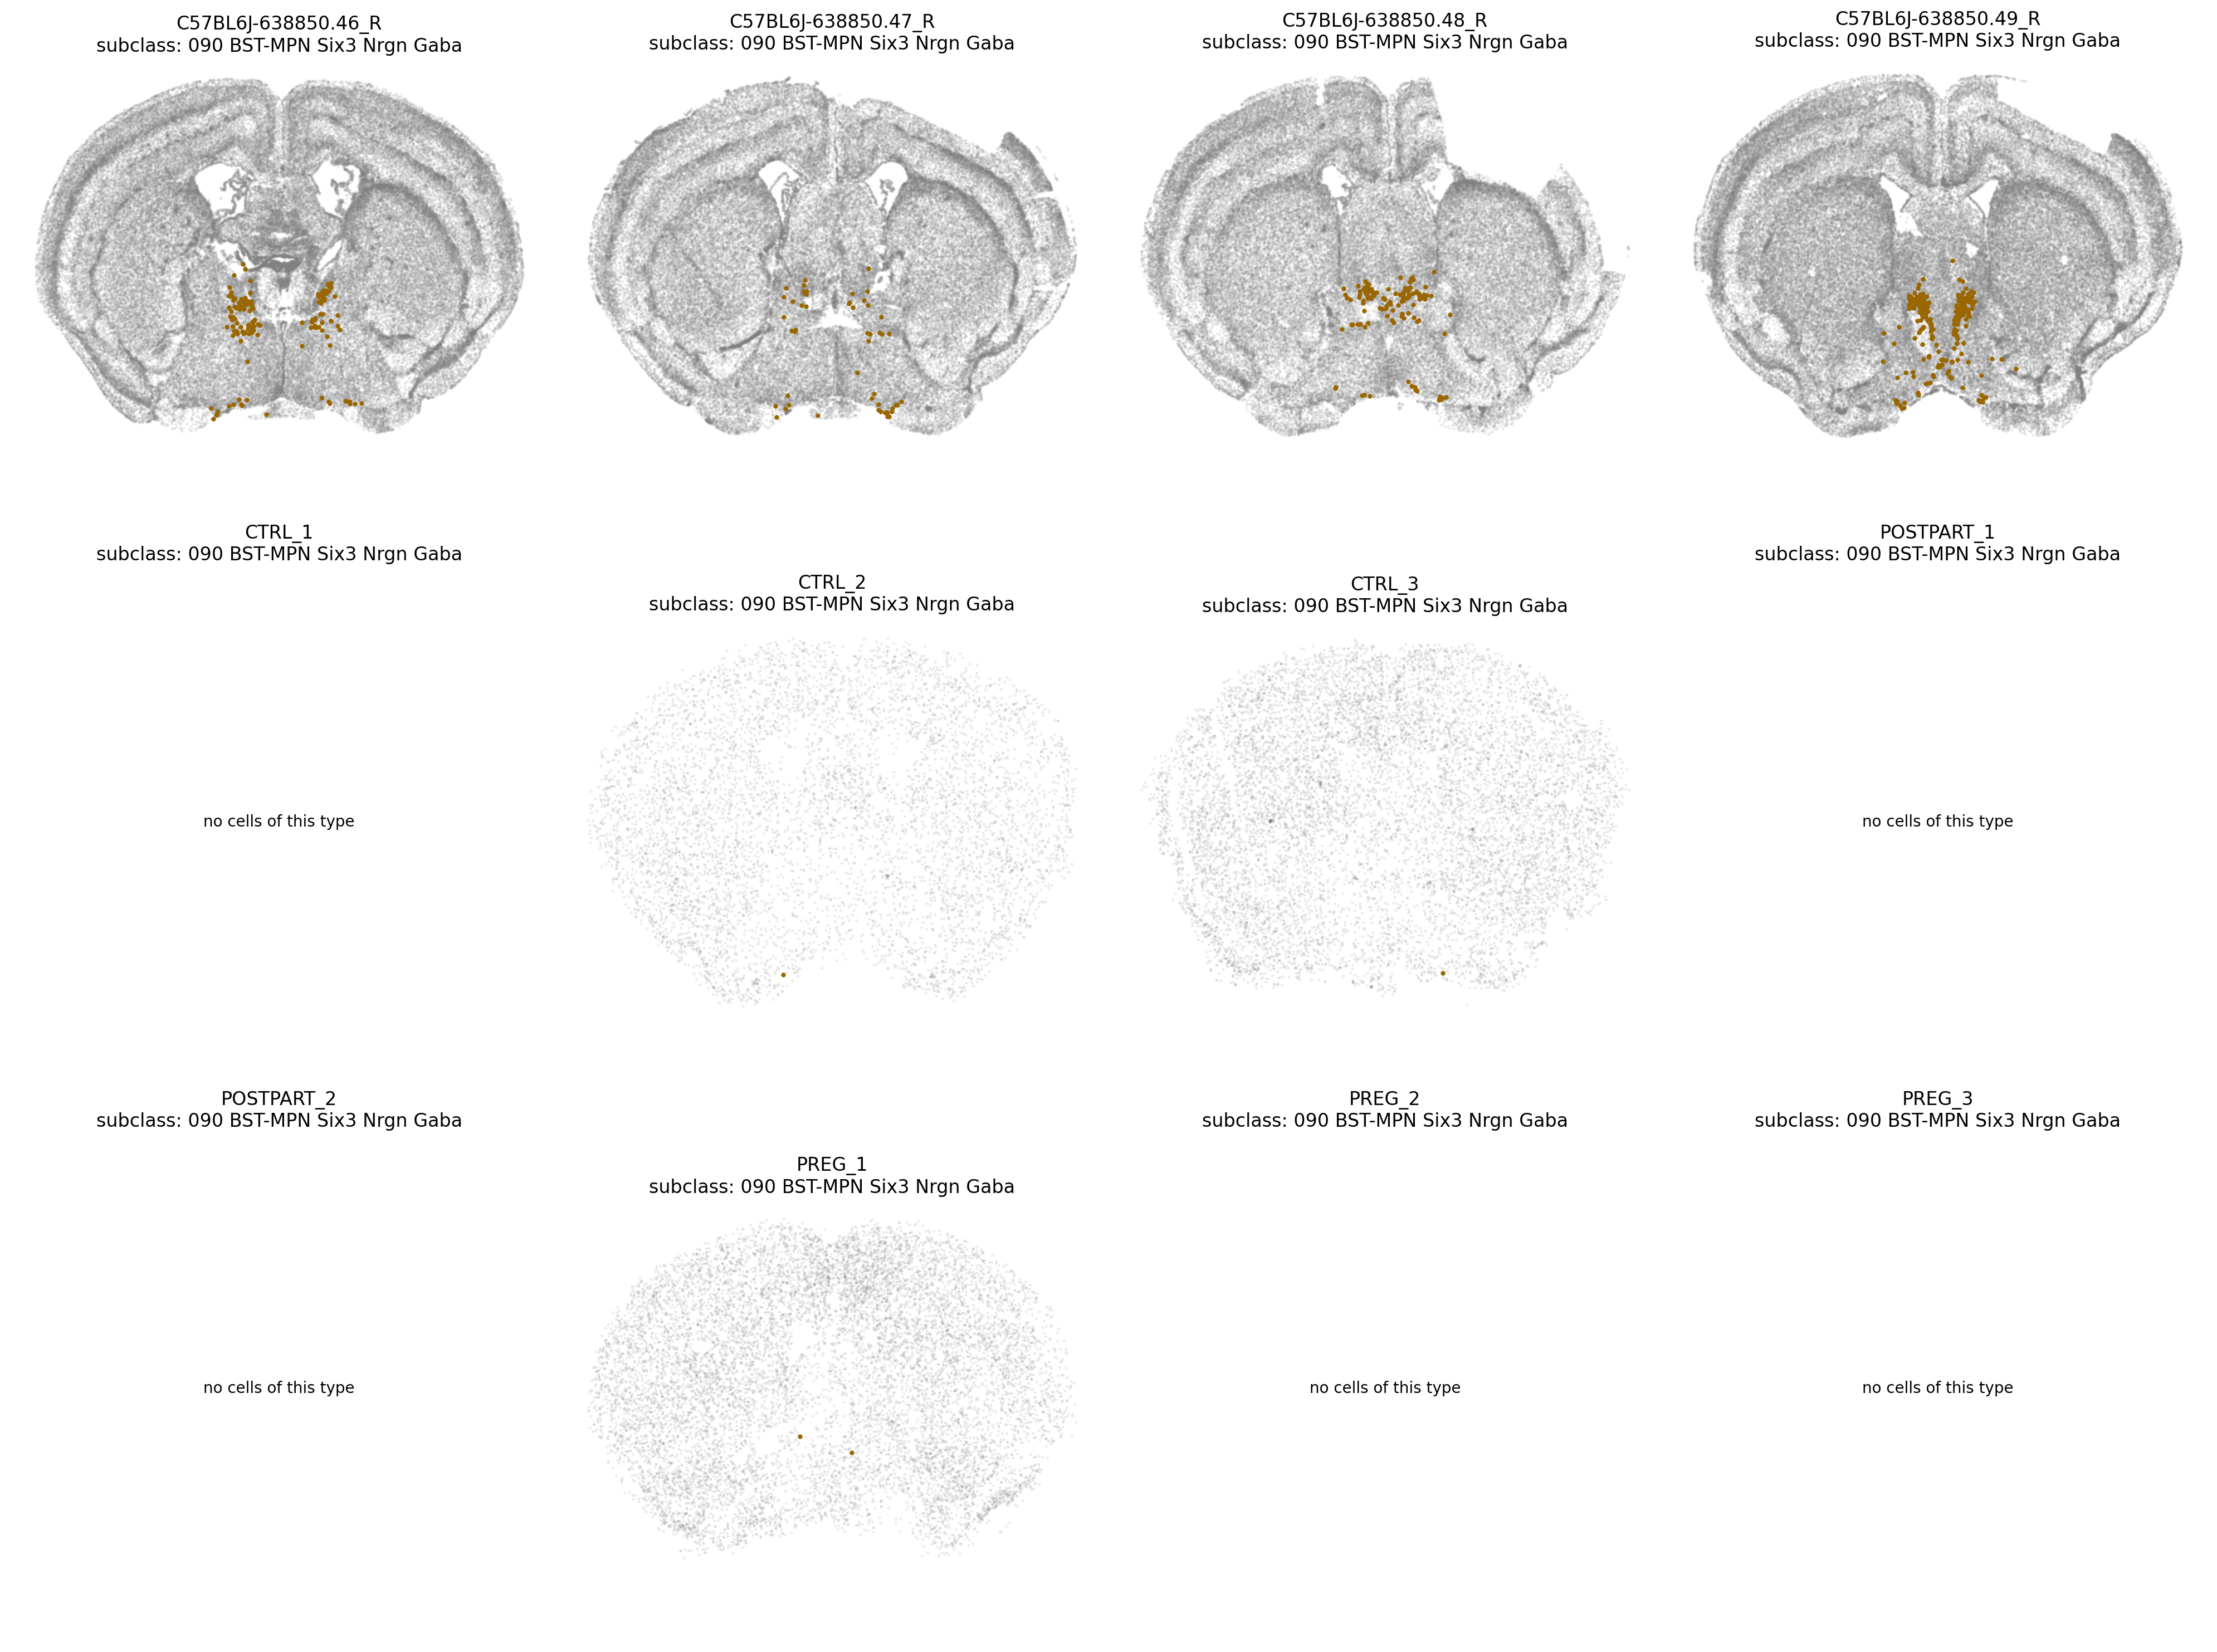 C57BL6J-638850.46_R
subclass: 090 BST-MPN Six3 Nrgn Gaba
C57BL6J-638850.47_R
subclass: 090 BST-MPN Six3 Nrgn Gaba
C57BL6J-638850.48_R
subclass: 090 BST-MPN Six3 Nrgn Gaba
C57BL6J-638850.49_R
subclass: 090 BST-MPN Six3 Nrgn Gaba
CTRL_1
subclass: 090 BST-MPN Six3 Nrgn Gaba
no cells of this type
CTRL_2
subclass: 090 BST-MPN Six3 Nrgn Gaba
CTRL_3
subclass: 090 BST-MPN Six3 Nrgn Gaba
POSTPART_1
subclass: 090 BST-MPN Six3 Nrgn Gaba
no cells of this type
POSTPART_2
subclass: 090 BST-MPN Six3 Nrgn Gaba
no cells of this type
PREG_1
subclass: 090 BST-MPN Six3 Nrgn Gaba
PREG_2
subclass: 090 BST-MPN Six3 Nrgn Gaba
no cells of this type
PREG_3
subclass: 090 BST-MPN Six3 Nrgn Gaba
no cells of this type